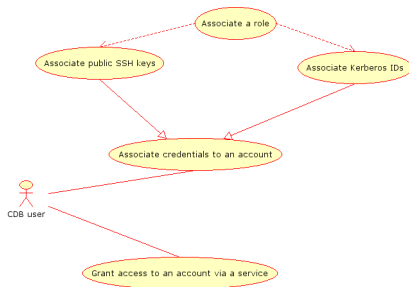 Associate a role
Associate public SSH keys
Associate Kerberos IDs
Associate credentials to an account
CDB user
Grant access to an account via a service